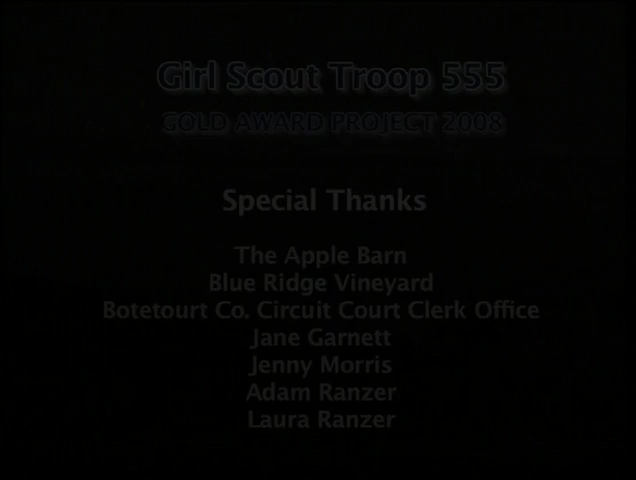 Girl Scout Troop 555
GOLD AWARD PROJECT 2008
Special Thanks
The Apple Barn
Blue Ridge Vineyard
Botetourt Co. Circuit Court Clerk Office
Jane Garnett
Jenny Morris
Adam Ranzer
Laura Ranzer